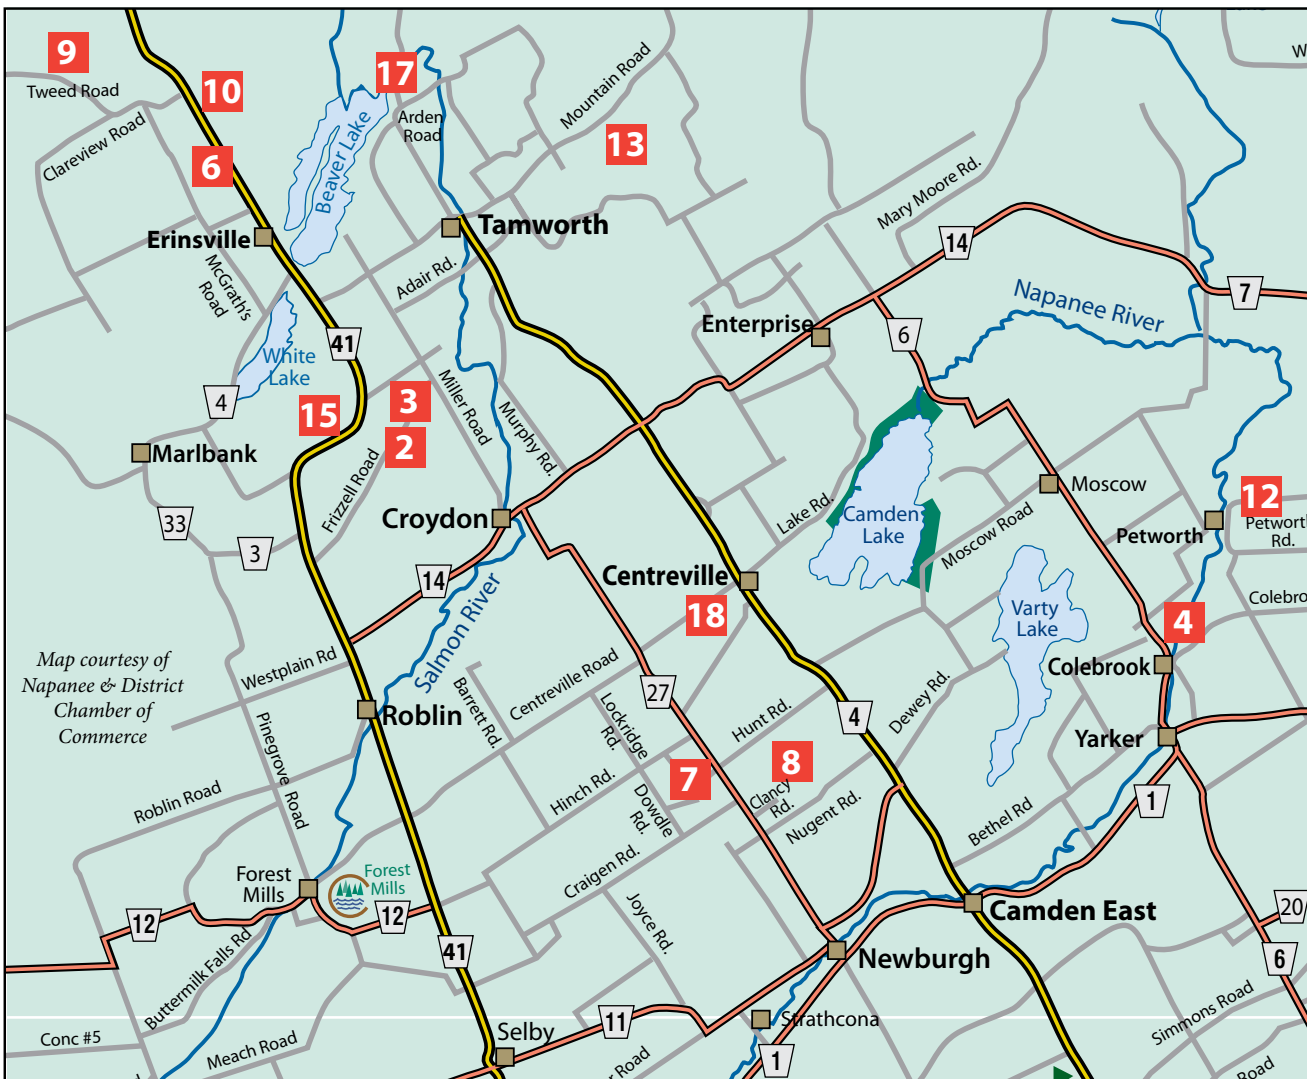 9
Tweed Road
10
17
Arden
Road
Mountain Road
13
Clareview Road
6
Beaver Lake
Mary Moore Rd.
Erinsville
Tamworth
14
McGrath's
Road
Adair Rd.
7
Napanee River
Enterprise
6
41
White
Lake
4
15
3
2
Miller Road
Murphy Rd.
Marlbank
Frizzell Road
33
3
Croydon
Lake Rd.
Camden
Lake
Moscow
Moscow Road
12
Petworth
Petworth
Rd.
Centreville
18
14
Salmon River
Varty
Lake
4
Colebrook
Map courtesy of
Napanee & District
Chamber of
Commerce
Westplain Rd
Roblin
Barrett Rd.
Centreville Road
27
Lockridge
Rd.
Hunt Rd.
4
Dewey Rd.
Yarker
Pinegrove Road
Roblin Road
Hinch Rd.
Dowdle
Rd.
7
8
Clancy
Rd.
Nugent Rd.
Bethel Rd
1
Forest
Mills
Forest
Mills
Craigen Rd.
12
12
Joyce Rd.
Camden East
20
41
Buttermilk Falls Rd
Newburgh
6
Conc #5
Meach Road
Selby
11
Strathcona
1
Simmons Road
Road